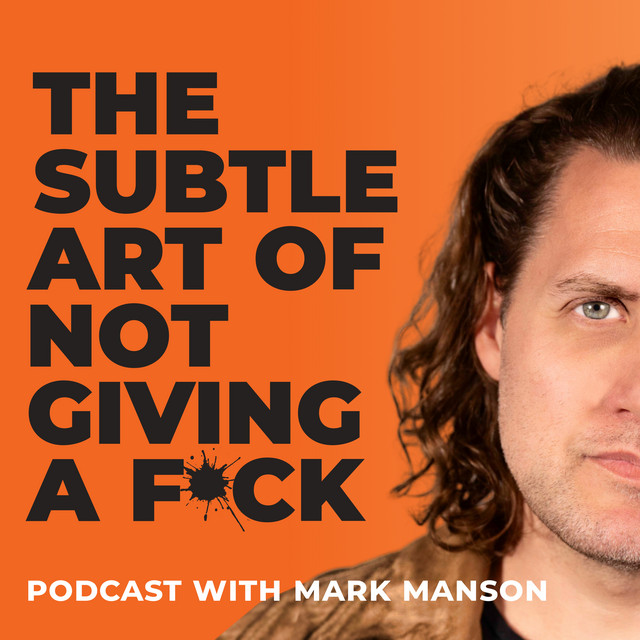 THE
SUBTLE
ART OF
NOT
GIVING
A F*CK
PODCAST WITH MARK MANSON